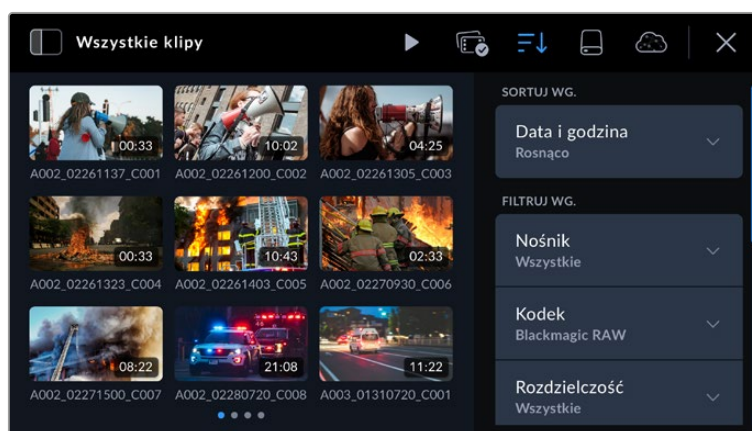 Wszystkie klipy
00:33
10:02
04:25
A002_02261137_C001
A002_02261200_C002
A002_02261305_C003
00:33
10:43
02:33
A002_02261323_C004
A002_02261403_C005
A002_02270930_C006
08:22
21:08
11:22
A002_02271500_C007
A002_02280720_C008
A003_01310720_C001
SORTUJ WG.
Data i godzina
Rosnąco
FILTRUJ WG.
Nośnik
Wszystkie
Kodek
Blackmagic RAW
Rozdzielczość
Wszystkie